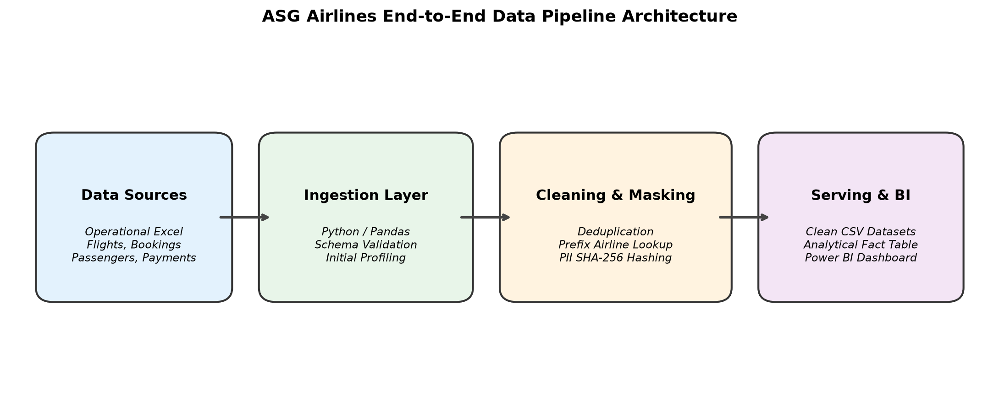 ASG Airlines End-to-End Data Pipeline Architecture
Data Sources
Operational Excel
Flights, Bookings
Passengers, Payments
Ingestion Layer
Python / Pandas
Schema Validation
Initial Profiling
Cleaning & Masking
Deduplication
Prefix Airline Lookup
PII SHA-256 Hashing
Serving & BI
Clean CSV Datasets
Analytical Fact Table
Power BI Dashboard